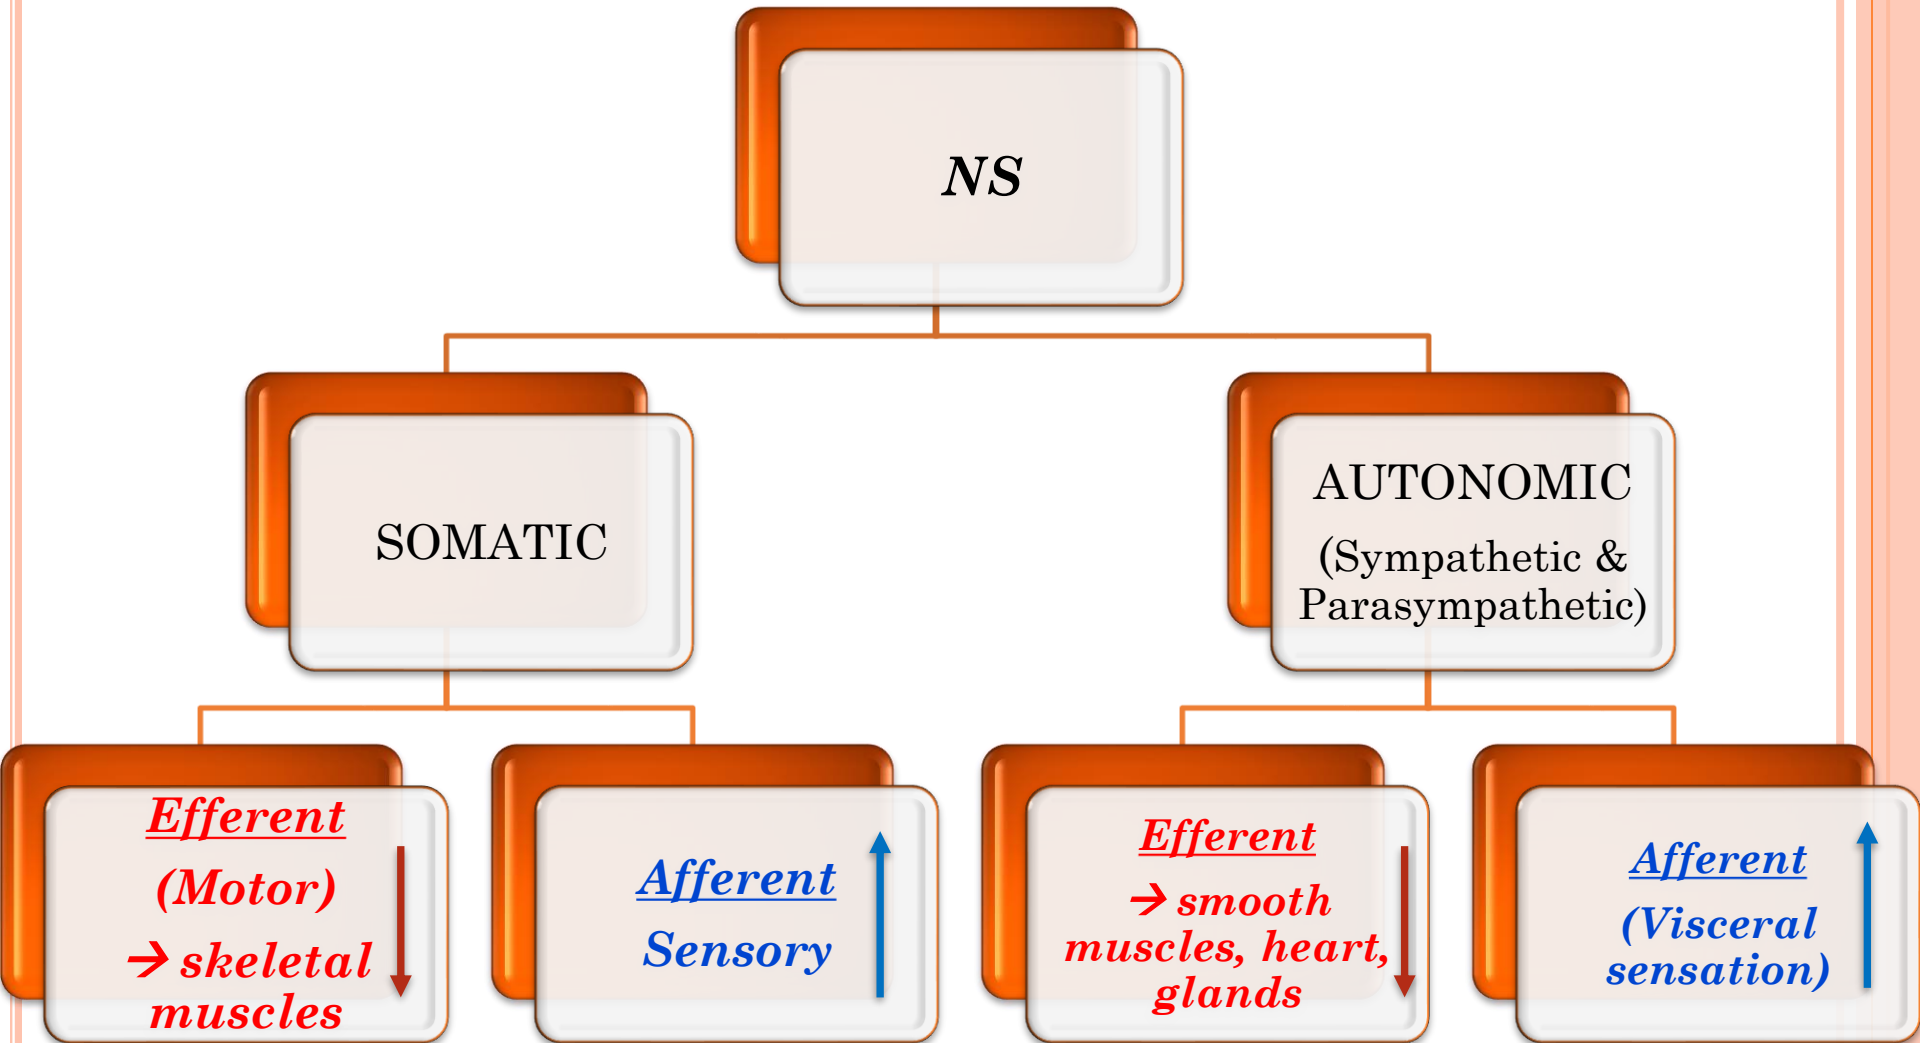 NS
SOMATIC
AUTONOMIC
(Sympathetic &
Parasympathetic)
Efferent
(Motor)
→ skeletal
muscles
Afferent
Sensory
Efferent
→ smooth
muscles, heart,
glands
Afferent
(Visceral
sensation)